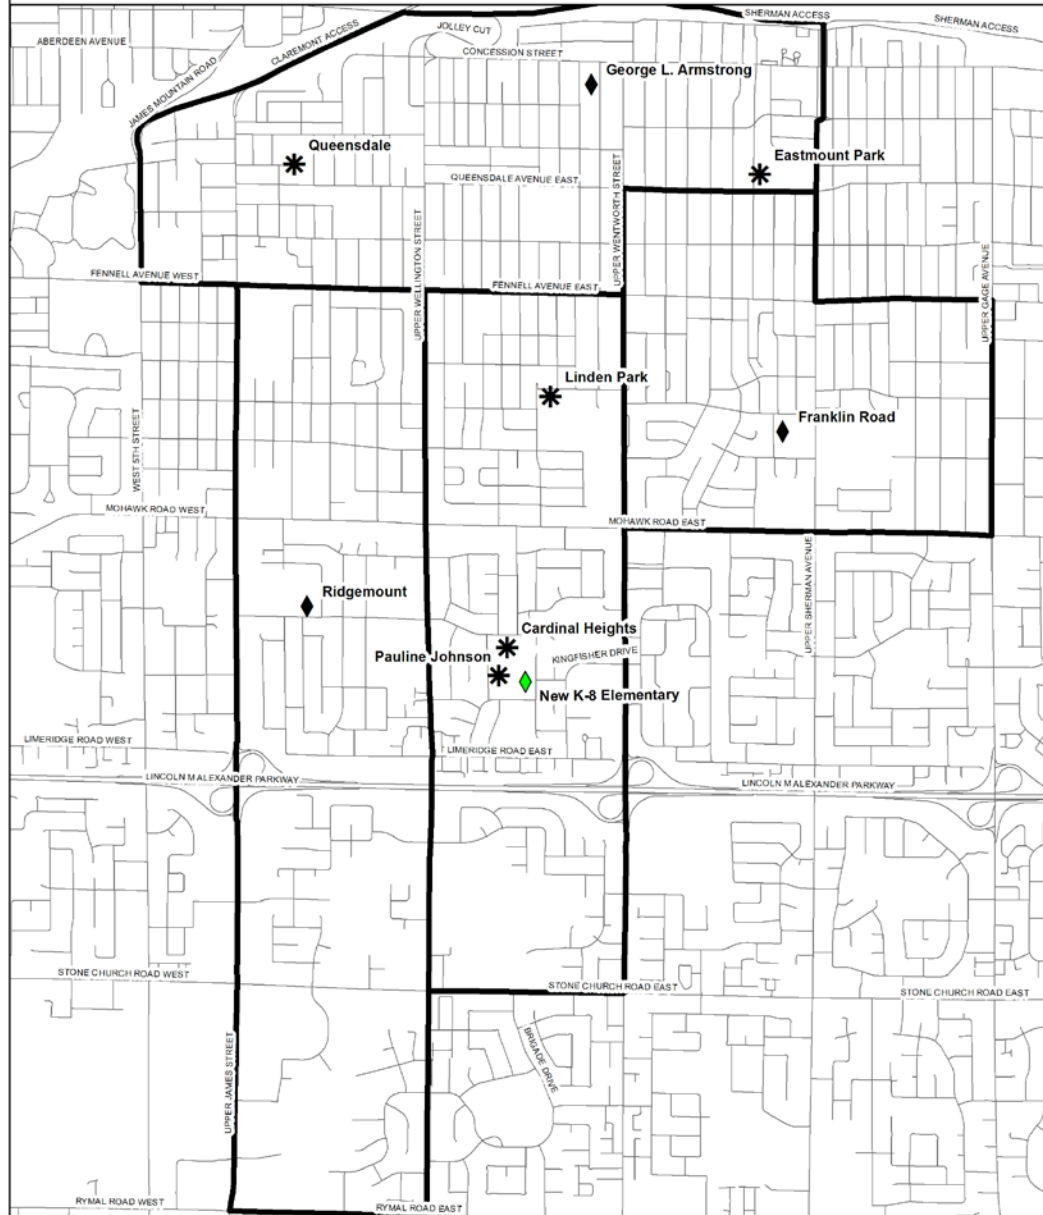 SHERMAN ACCESS
SHERMAN ACCESS
JOLLEY CUT
CLAREMONT ACCESS
ABERDEEN AVENUE
CONCESSION STREET
George L. Armstrong
JAMES MOUNTAIN ROAD
Queensdale
Eastmount Park
QUEENSDALE AVENUE EAST
UPPER WENTWORTH STREET
UPPER WELLINGTON STREET
UPPER GAGE AVENUE
FENNELL AVENUE WEST
FENNELL AVENUE EAST
Linden Park
Franklin Road
WEST 5TH STREET
MOHAWK ROAD WEST
MOHAWK ROAD EAST
UPPER SHERMAN AVENUE
Ridgemount
Cardinal Heights
Pauline Johnson
KINGFISHER DRIVE
New K-8 Elementary
LIMERIDGE ROAD WEST
LIMERIDGE ROAD EAST
LINCOLN M ALEXANDER PARKWAY
LINCOLN M ALEXANDER PARKWAY
STONE CHURCH ROAD WEST
STONE CHURCH ROAD EAST
STONE CHURCH ROAD EAST
BRIGADE DRIVE
UPPER JAMES STREET
RYMAL ROAD WEST
RYMAL ROAD EAST